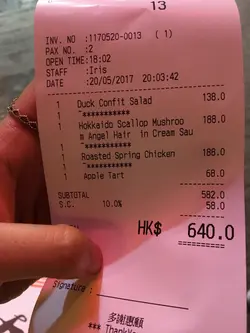 13
INV. NO :1170520-0013 (1)
PAX NO. :2
OPEN TIME:18:02
STAFF :Iris
DATE :20/05/2017 20:03:42
1 Duck Confit Salad 138.0
~***********
1 Hokkaido Scallop Mushroo 188.0
m Angel Hair in Cream Sau
~***********
1 Roasted Spring Chicken 188.0
~***********
1 Apple Tart 68.0
SUBTOTAL 582.0
S.C. 10.0% 58.0
HK$ 640.0
Signature :
多謝惠顧
***